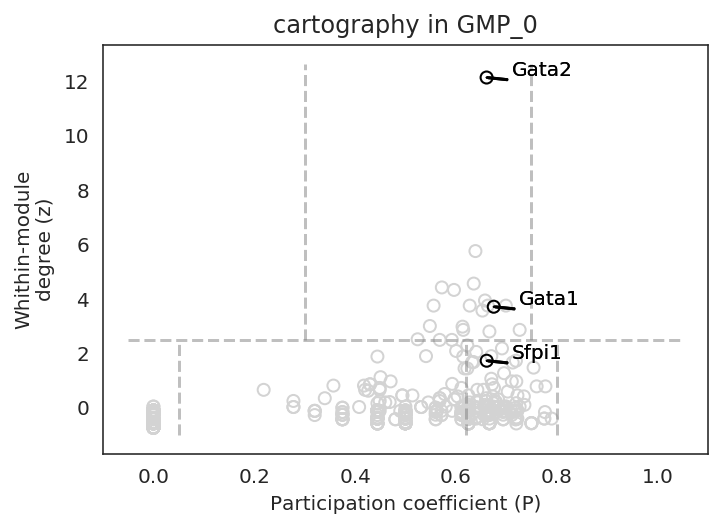 cartography in GMP_0
12
10
8
6
4
2
0
Whithin-module
degree (z)
Gata2
Gata1
Sfpi1
0.0 0.2 0.4 0.6 0.8 1.0
Participation coefficient (P)